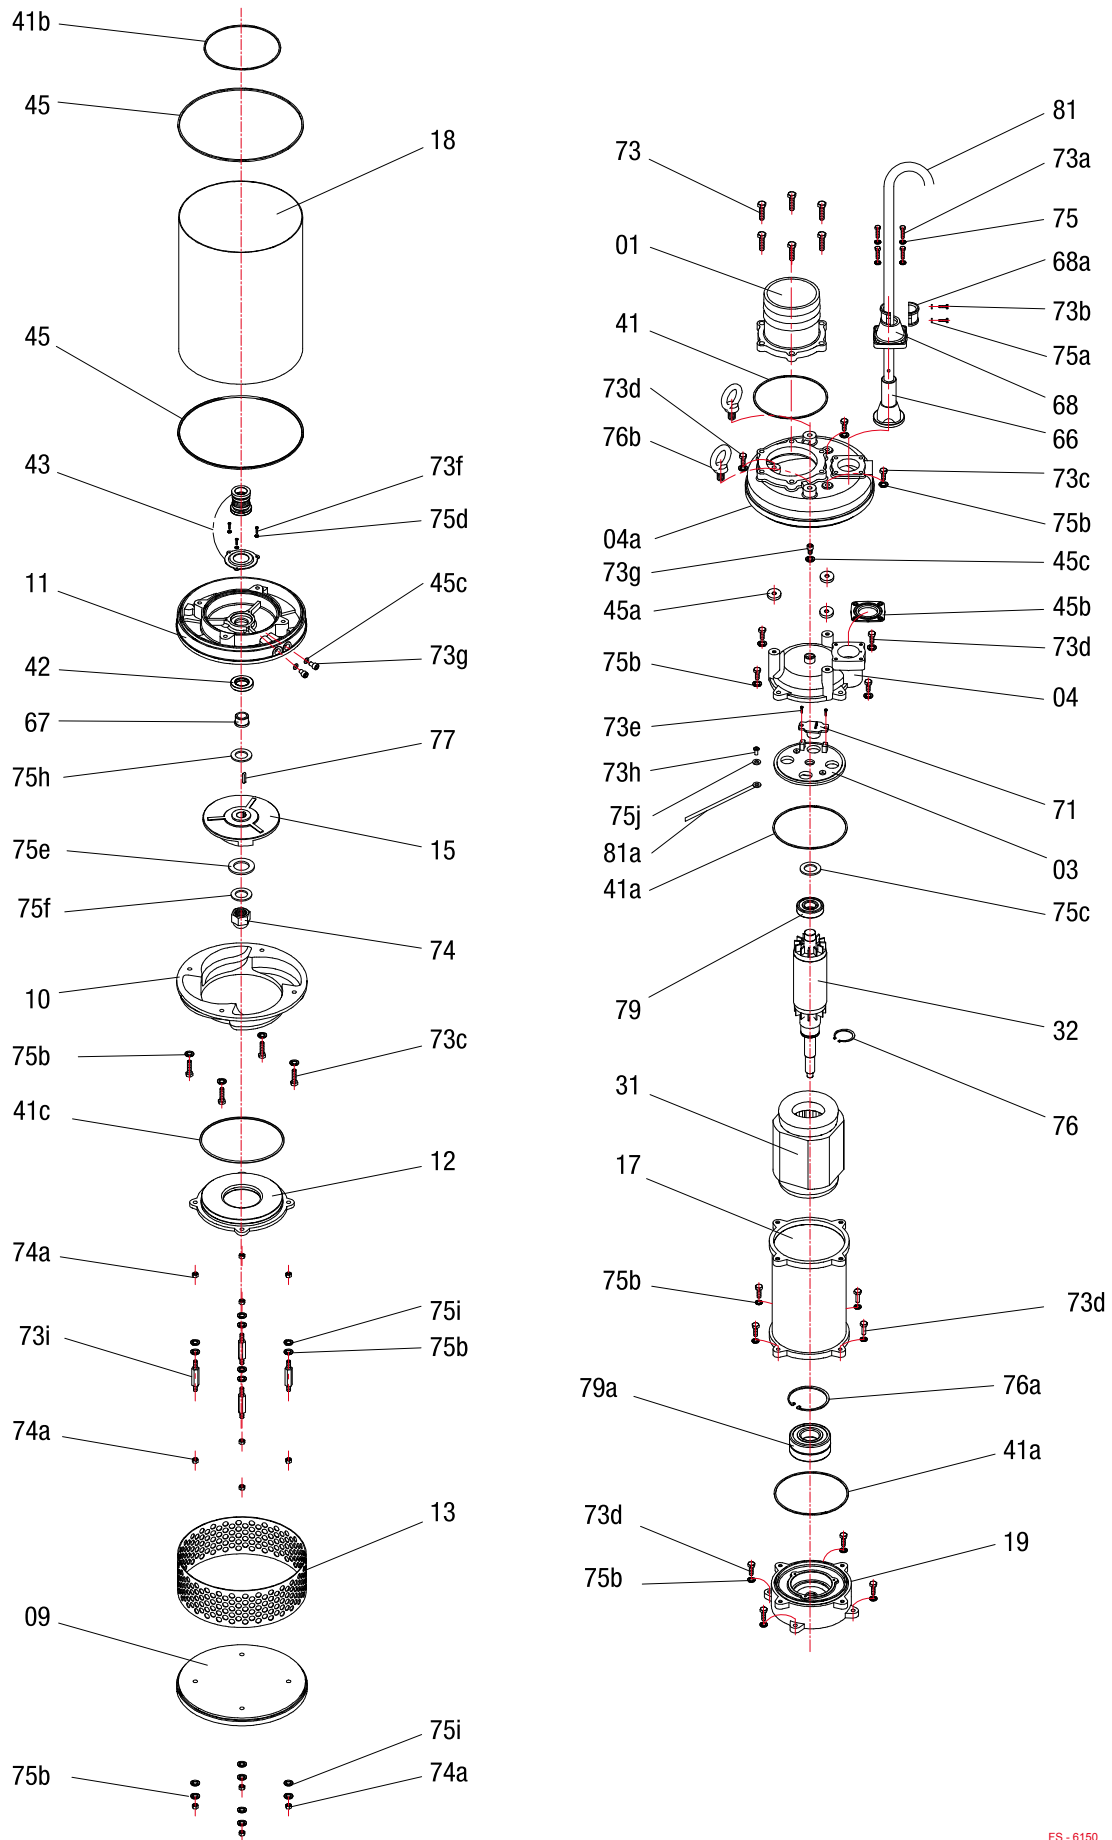 41b
45
18
45
43
73f
75d
11
45c
42
73g
67
77
75h
75e
15
75f
74
10
75b
73c
41c
12
74a
75i
73i
75b
74a
13
09
75i
75b
74a
81
73
73a
01
75
68a
41
73b
75a
73d
68
76b
66
73c
04a
75b
73g
45c
45a
45b
75b
73d
04
73e
73h
71
75j
81a
03
41a
75c
79
32
31
76
17
75b
73d
79a
76a
41a
73d
19
75b
FS - 6150